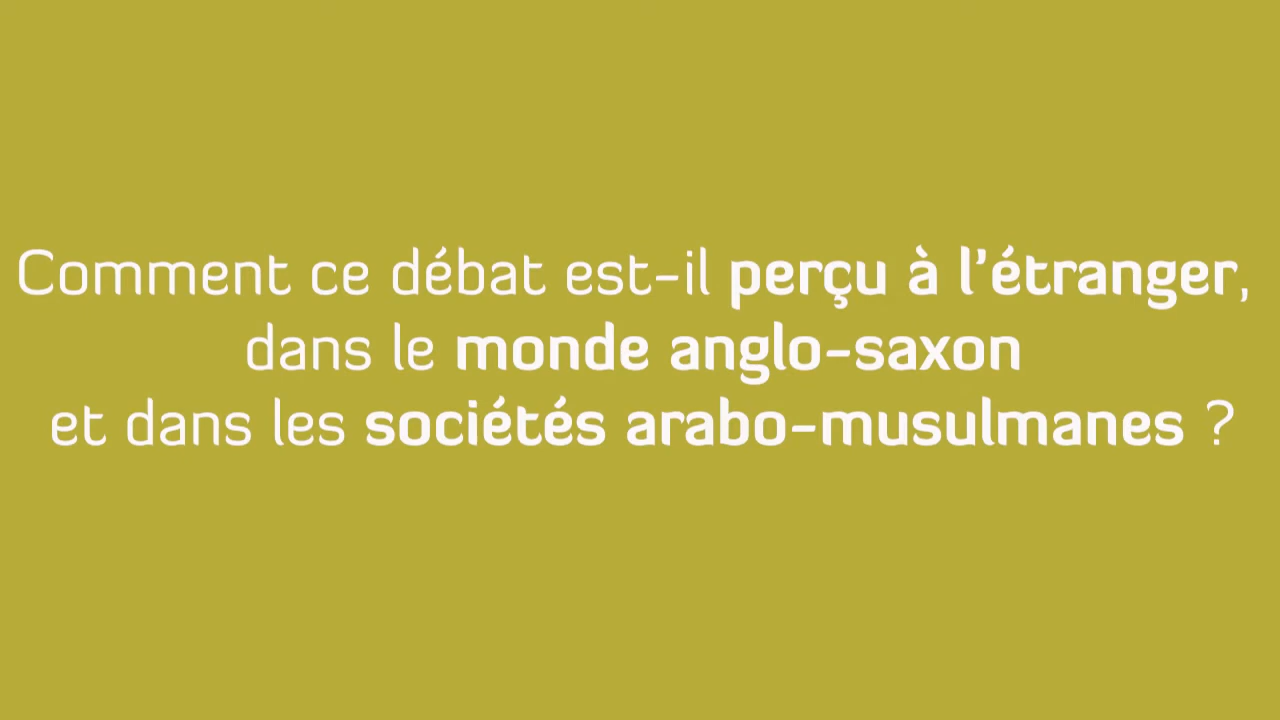 Comment ce débat est-il perçu à l’étranger,
dans le monde anglo-saxon
et dans les sociétés arabo-musulmanes ?